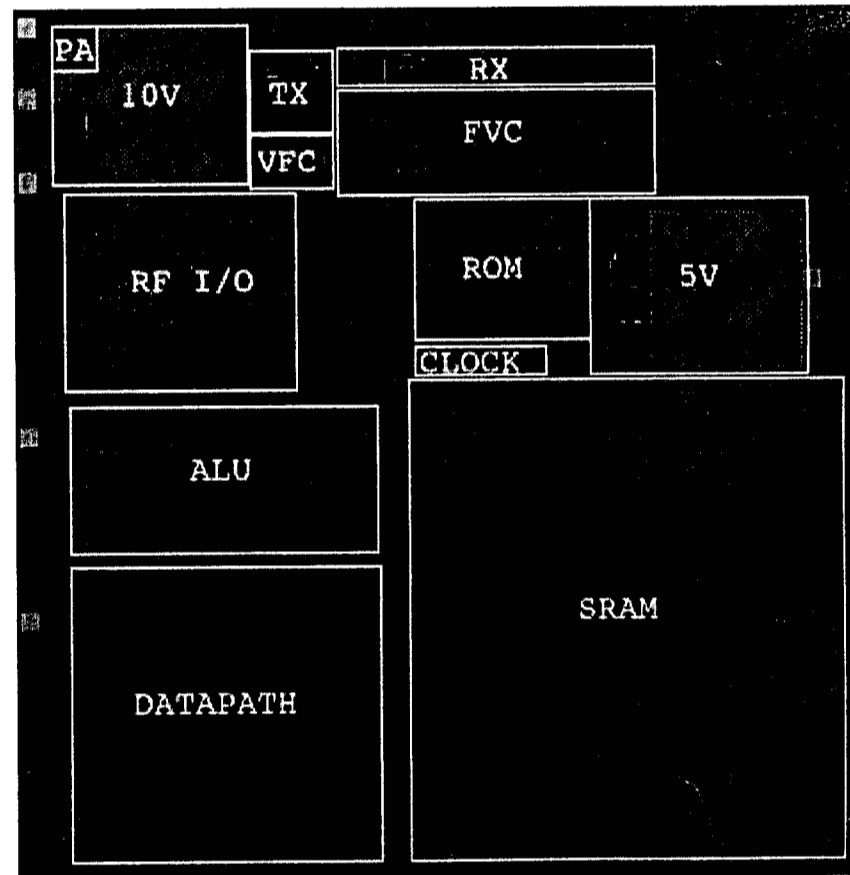 PA
10V
TX
RX
VFC
FVC
RF I/O
ROM
5V
CLOCK
ALU
SRAM
DATAPATH